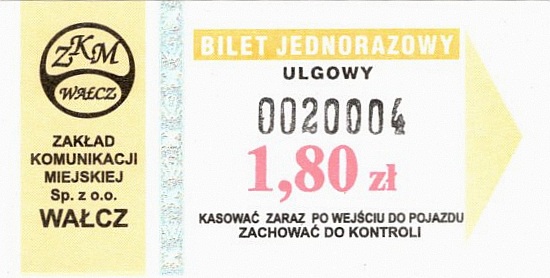 ZKM
WAŁCZ
ZAKŁAD
KOMUNIKACJI
MIEJSKIEJ
Sp. z o.o.
WAŁCZ
BILET JEDNORAZOWY
ULGOWY
0020004
1,80 zł
KASOWAĆ ZARAZ PO WEJŚCIU DO POJAZDU
ZACHOWAĆ DO KONTROLI